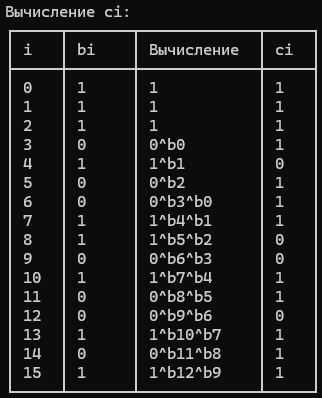 Вычисление ci:
i bi Вычисление ci
0 1 1 1
1 1 1 1
2 1 1 1
3 0 0^b0 1
4 1 1^b1 0
5 0 0^b2 1
6 0 0^b3^b0 1
7 1 1^b4^b1 1
8 1 1^b5^b2 0
9 0 0^b6^b3 0
10 1 1^b7^b4 1
11 0 0^b8^b5 1
12 0 0^b9^b6 0
13 1 1^b10^b7 1
14 0 0^b11^b8 1
15 1 1^b12^b9 1